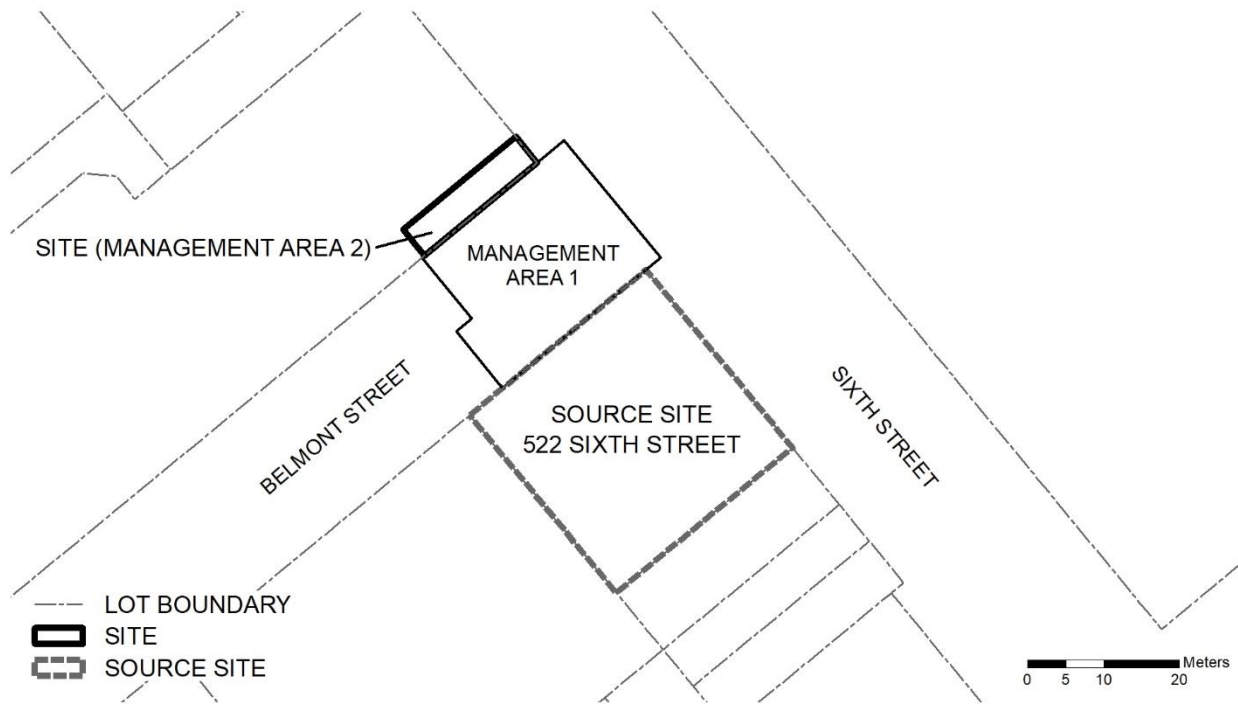 SITE (MANAGEMENT AREA 2)
MANAGEMENT
AREA 1
BELMONT STREET
SOURCE SITE
522 SIXTH STREET
SIXTH STREET
LOT BOUNDARY
SITE
SOURCE SITE
Meters
0 5 10 20